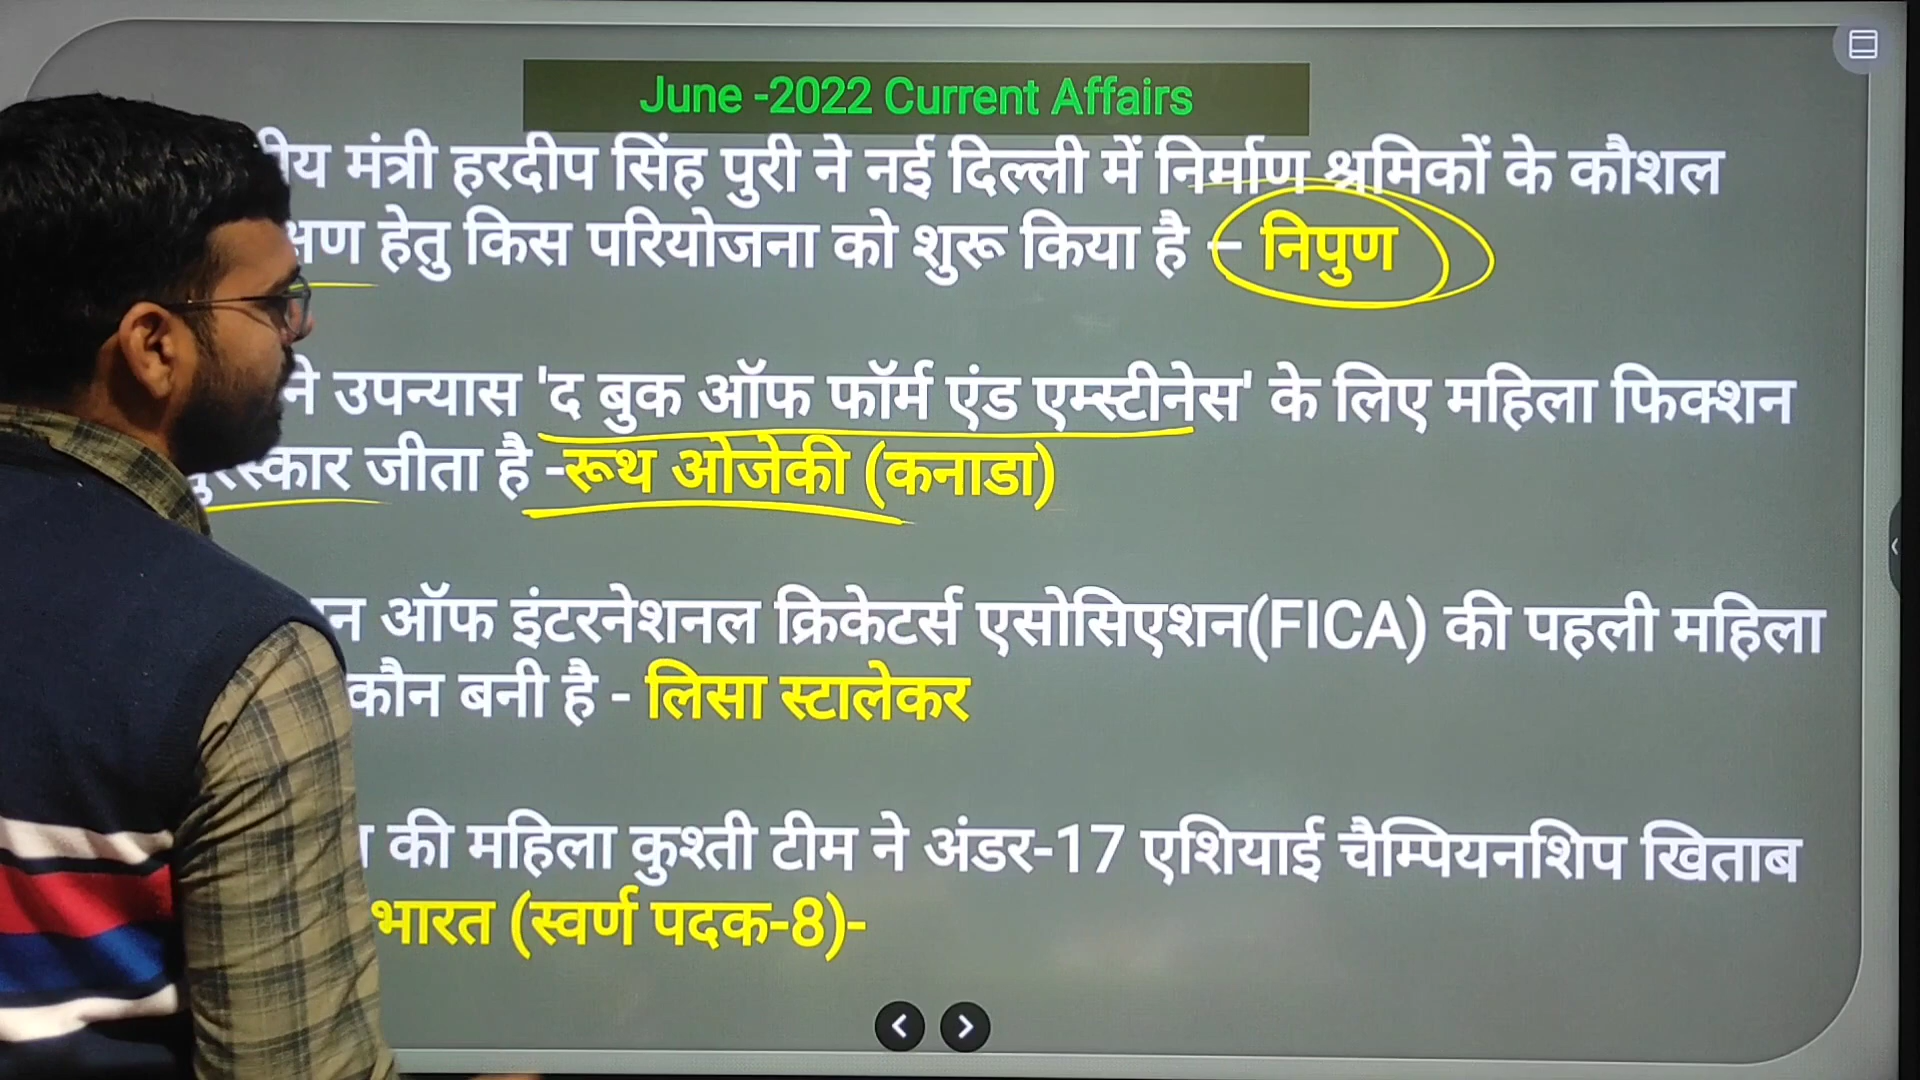 June -2022 Current Affairs
मंत्री हरदीप सिंह पुरी ने नई दिल्ली में निर्माण श्रमिकों के कौशल
हेतु किस परियोजना को शुरू किया है – निपुण
ने उपन्यास 'द बुक ऑफ फॉर्म एंड एम्स्टीनेस' के लिए महिला फिक्शन
पुरस्कार जीता है -रूथ ओजेकी (कनाडा)
ऑफ इंटरनेशनल क्रिकेटर्स एसोसिएशन(FICA) की पहली महिला
कौन बनी है - लिसा स्टालेकर
की महिला कुश्ती टीम ने अंडर-17 एशियाई चैम्पियनशिप खिताब
भारत (स्वर्ण पदक-8)-